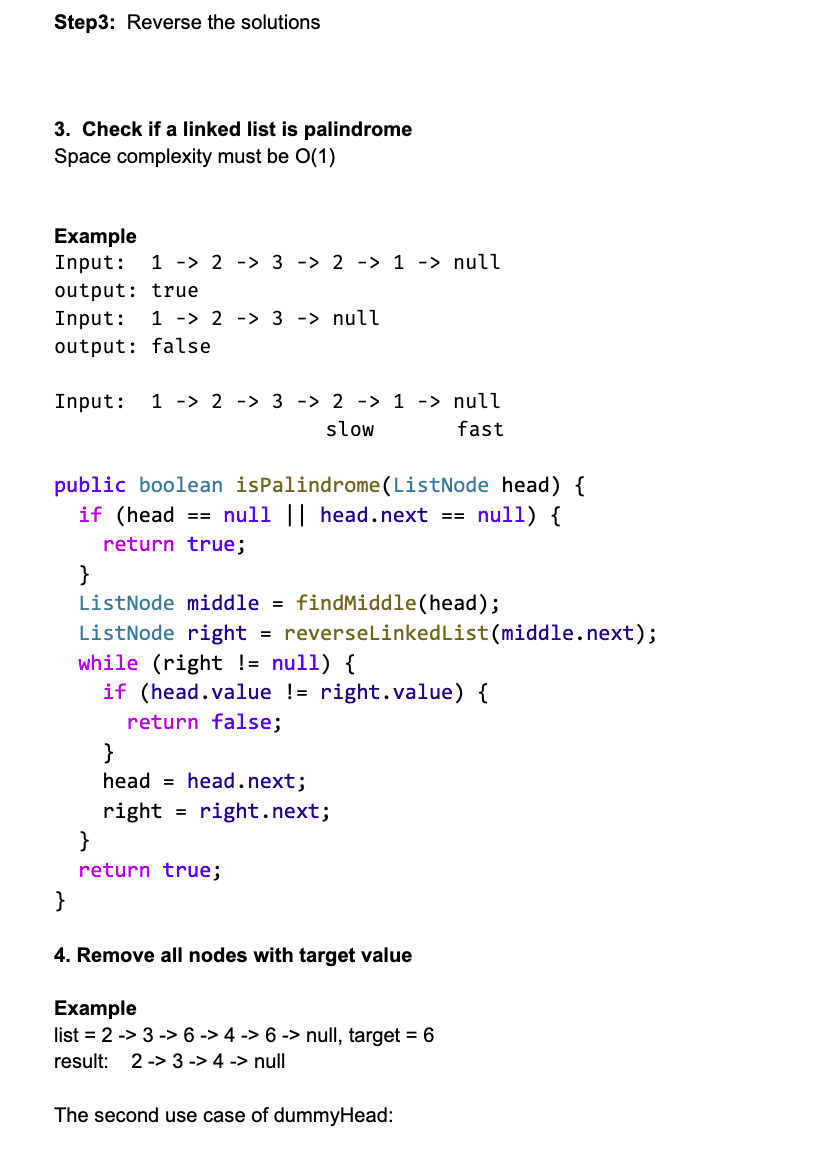 Step3:  Reverse the solutions
3.  Check if a linked list is palindrome
Space complexity must be O(1)
Example
Input:  1 -> 2 -> 3 -> 2 -> 1 -> null
output: true
Input:  1 -> 2 -> 3 -> null
output: false
Input:  1 -> 2 -> 3 -> 2 -> 1 -> null
                       slow       fast
public boolean isPalindrome(ListNode head) {
  if (head == null || head.next == null) {
    return true;
  }
  ListNode middle = findMiddle(head);
  ListNode right = reverseLinkedList(middle.next);
  while (right != null) {
    if (head.value != right.value) {
      return false;
    }
    head = head.next;
    right = right.next;
  }
  return true;
}
4. Remove all nodes with target value
Example
list = 2 -> 3 -> 6 -> 4 -> 6 -> null, target = 6
result:    2 -> 3 -> 4 -> null
The second use case of dummyHead: